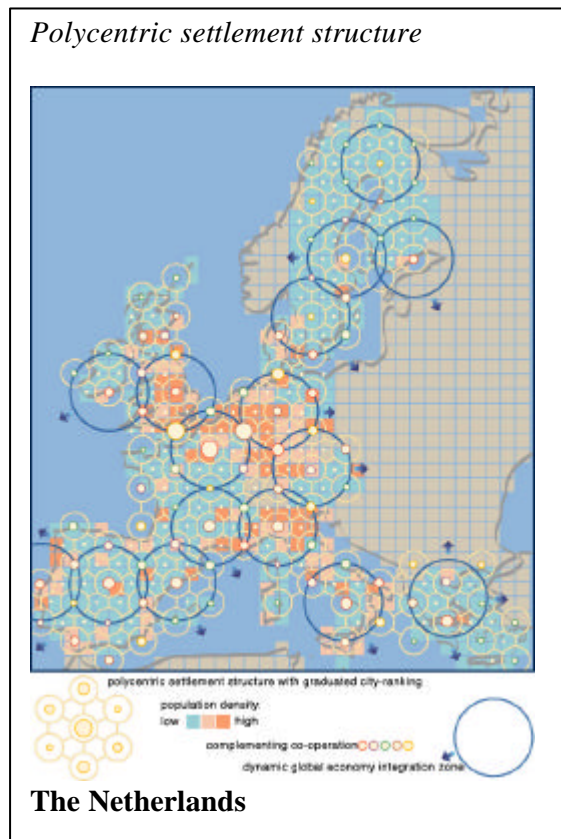 Polycentric settlement structure
polycentric settlement structure with graduated city-ranking
population density:
low high
complementing co-operation
dynamic global economy integration zone
The Netherlands